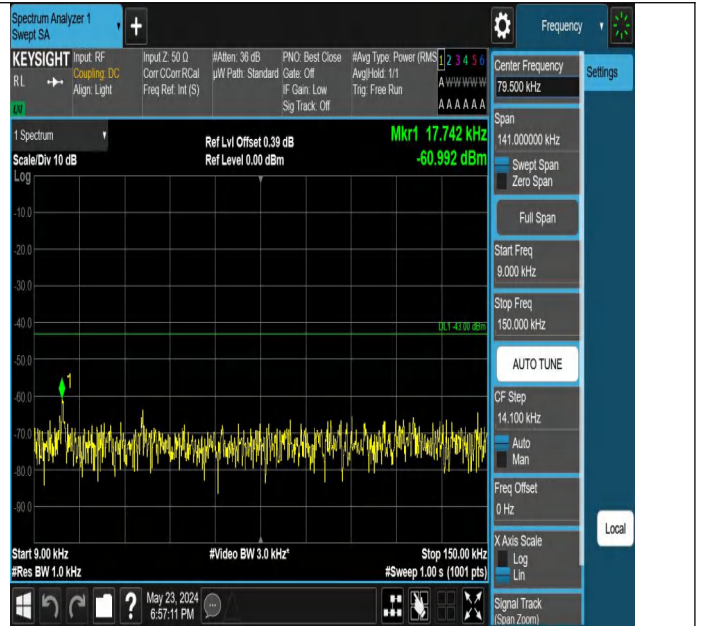 Spectrum Analyzer 1
Swept SA
+
Frequency
KEYSIGHT
RL
LXI
Input: RF
Coupling: DC
Align: Light
Input Z: 50 Ω
Corr CCorr RCal
Freq Ref: Int (S)
#Atten: 36 dB
µW Path: Standard
PNO: Best Close
Gate: Off
IF Gain: Low
Sig Track: Off
#Avg Type: Power (RMS
Avg|Hold: 1/1
Trig: Free Run
1 2 3 4 5 6
A W W W W W
A A A A A A
1 Spectrum
Scale/Div 10 dB
Log
Ref Lvl Offset 0.39 dB
Ref Level 0.00 dBm
Mkr1 17.742 kHz
-60.992 dBm
-10.0
-20.0
-30.0
-40.0
DL1 -43.00 dBm
-50.0
1
-60.0
-70.0
-80.0
-90.0
Start 9.00 kHz
#Res BW 1.0 kHz
#Video BW 3.0 kHz*
Stop 150.00 kHz
#Sweep 1.00 s (1001 pts)
?
May 23, 2024
6:57:11 PM
Center Frequency
79.500 kHz
Settings
Span
141.000000 kHz
Swept Span
Zero Span
Full Span
Start Freq
9.000 kHz
Stop Freq
150.000 kHz
AUTO TUNE
CF Step
14.100 kHz
Auto
Man
Freq Offset
0 Hz
Local
X Axis Scale
Log
Lin
Signal Track
(Span Zoom)